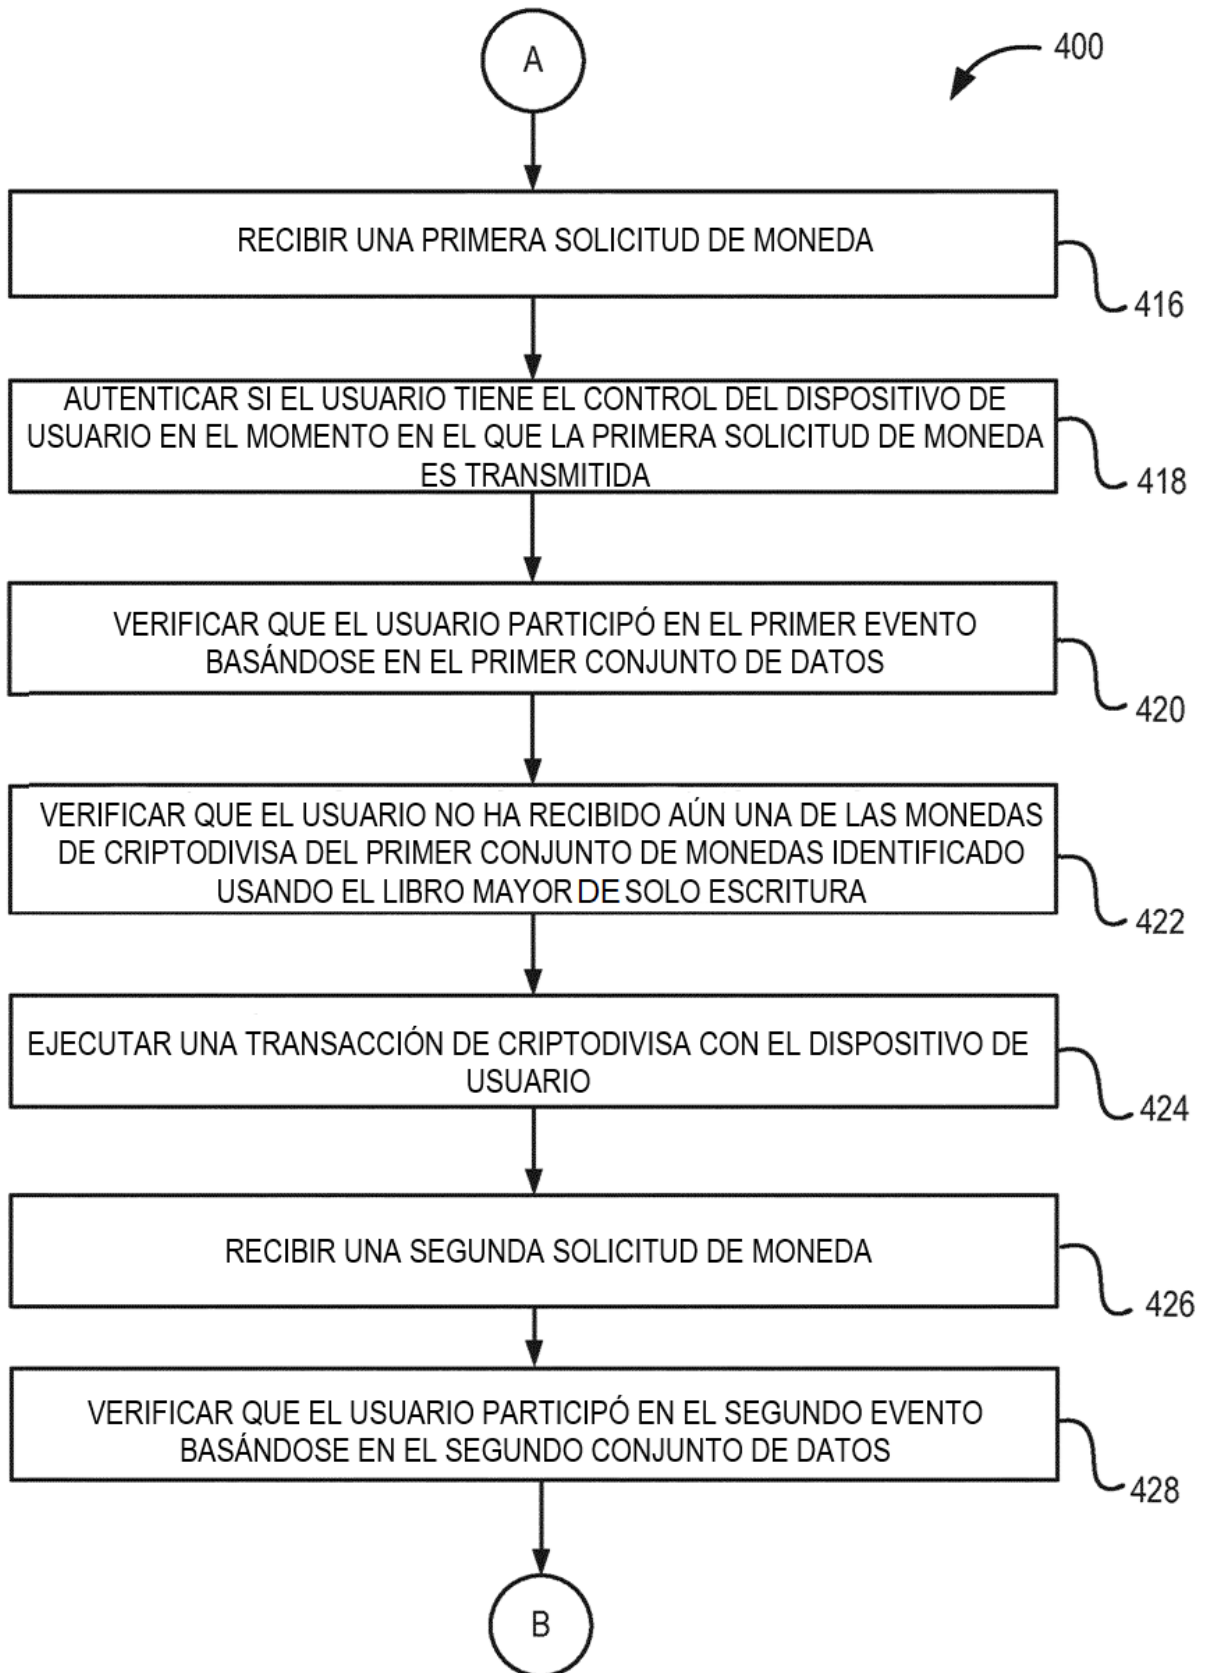 A
400
RECIBIR UNA PRIMERA SOLICITUD DE MONEDA
416
AUTENTICAR SI EL USUARIO TIENE EL CONTROL DEL DISPOSITIVO DE
USUARIO EN EL MOMENTO EN EL QUE LA PRIMERA SOLICITUD DE MONEDA
ES TRANSMITIDA
418
VERIFICAR QUE EL USUARIO PARTICIPÓ EN EL PRIMER EVENTO
BASÁNDOSE EN EL PRIMER CONJUNTO DE DATOS
420
VERIFICAR QUE EL USUARIO NO HA RECIBIDO AÚN UNA DE LAS MONEDAS
DE CRIPTODIVISA DEL PRIMER CONJUNTO DE MONEDAS IDENTIFICADO
USANDO EL LIBRO MAYOR DE SOLO ESCRITURA
422
EJECUTAR UNA TRANSACCIÓN DE CRIPTODIVISA CON EL DISPOSITIVO DE
USUARIO
424
RECIBIR UNA SEGUNDA SOLICITUD DE MONEDA
426
VERIFICAR QUE EL USUARIO PARTICIPÓ EN EL SEGUNDO EVENTO
BASÁNDOSE EN EL SEGUNDO CONJUNTO DE DATOS
428
B